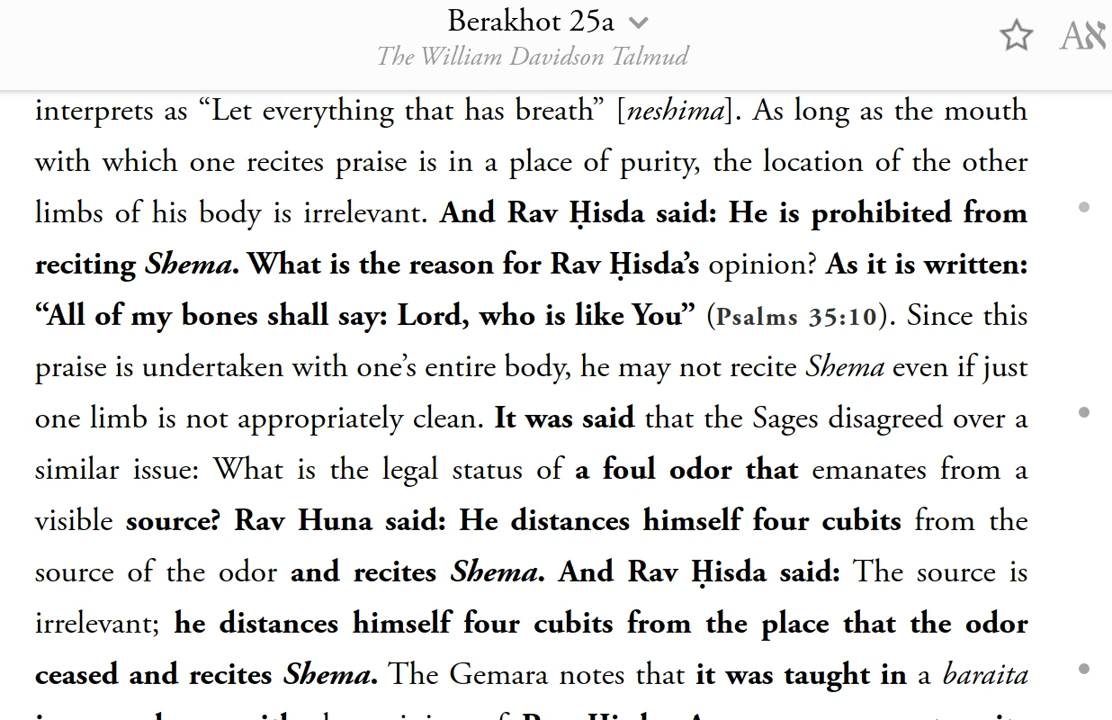 Berakhot 25a
The William Davidson Talmud
Aא
interprets as “Let everything that has breath” [neshima]. As long as the mouth
with which one recites praise is in a place of purity, the location of the other
limbs of his body is irrelevant. And Rav Ḥisda said: He is prohibited from
reciting Shema. What is the reason for Rav Ḥisda’s opinion? As it is written:
“All of my bones shall say: Lord, who is like You” (Psalms 35:10). Since this
praise is undertaken with one’s entire body, he may not recite Shema even if just
one limb is not appropriately clean. It was said that the Sages disagreed over a
similar issue: What is the legal status of a foul odor that emanates from a
visible source? Rav Huna said: He distances himself four cubits from the
source of the odor and recites Shema. And Rav Ḥisda said: The source is
irrelevant; he distances himself four cubits from the place that the odor
ceased and recites Shema. The Gemara notes that it was taught in a baraita